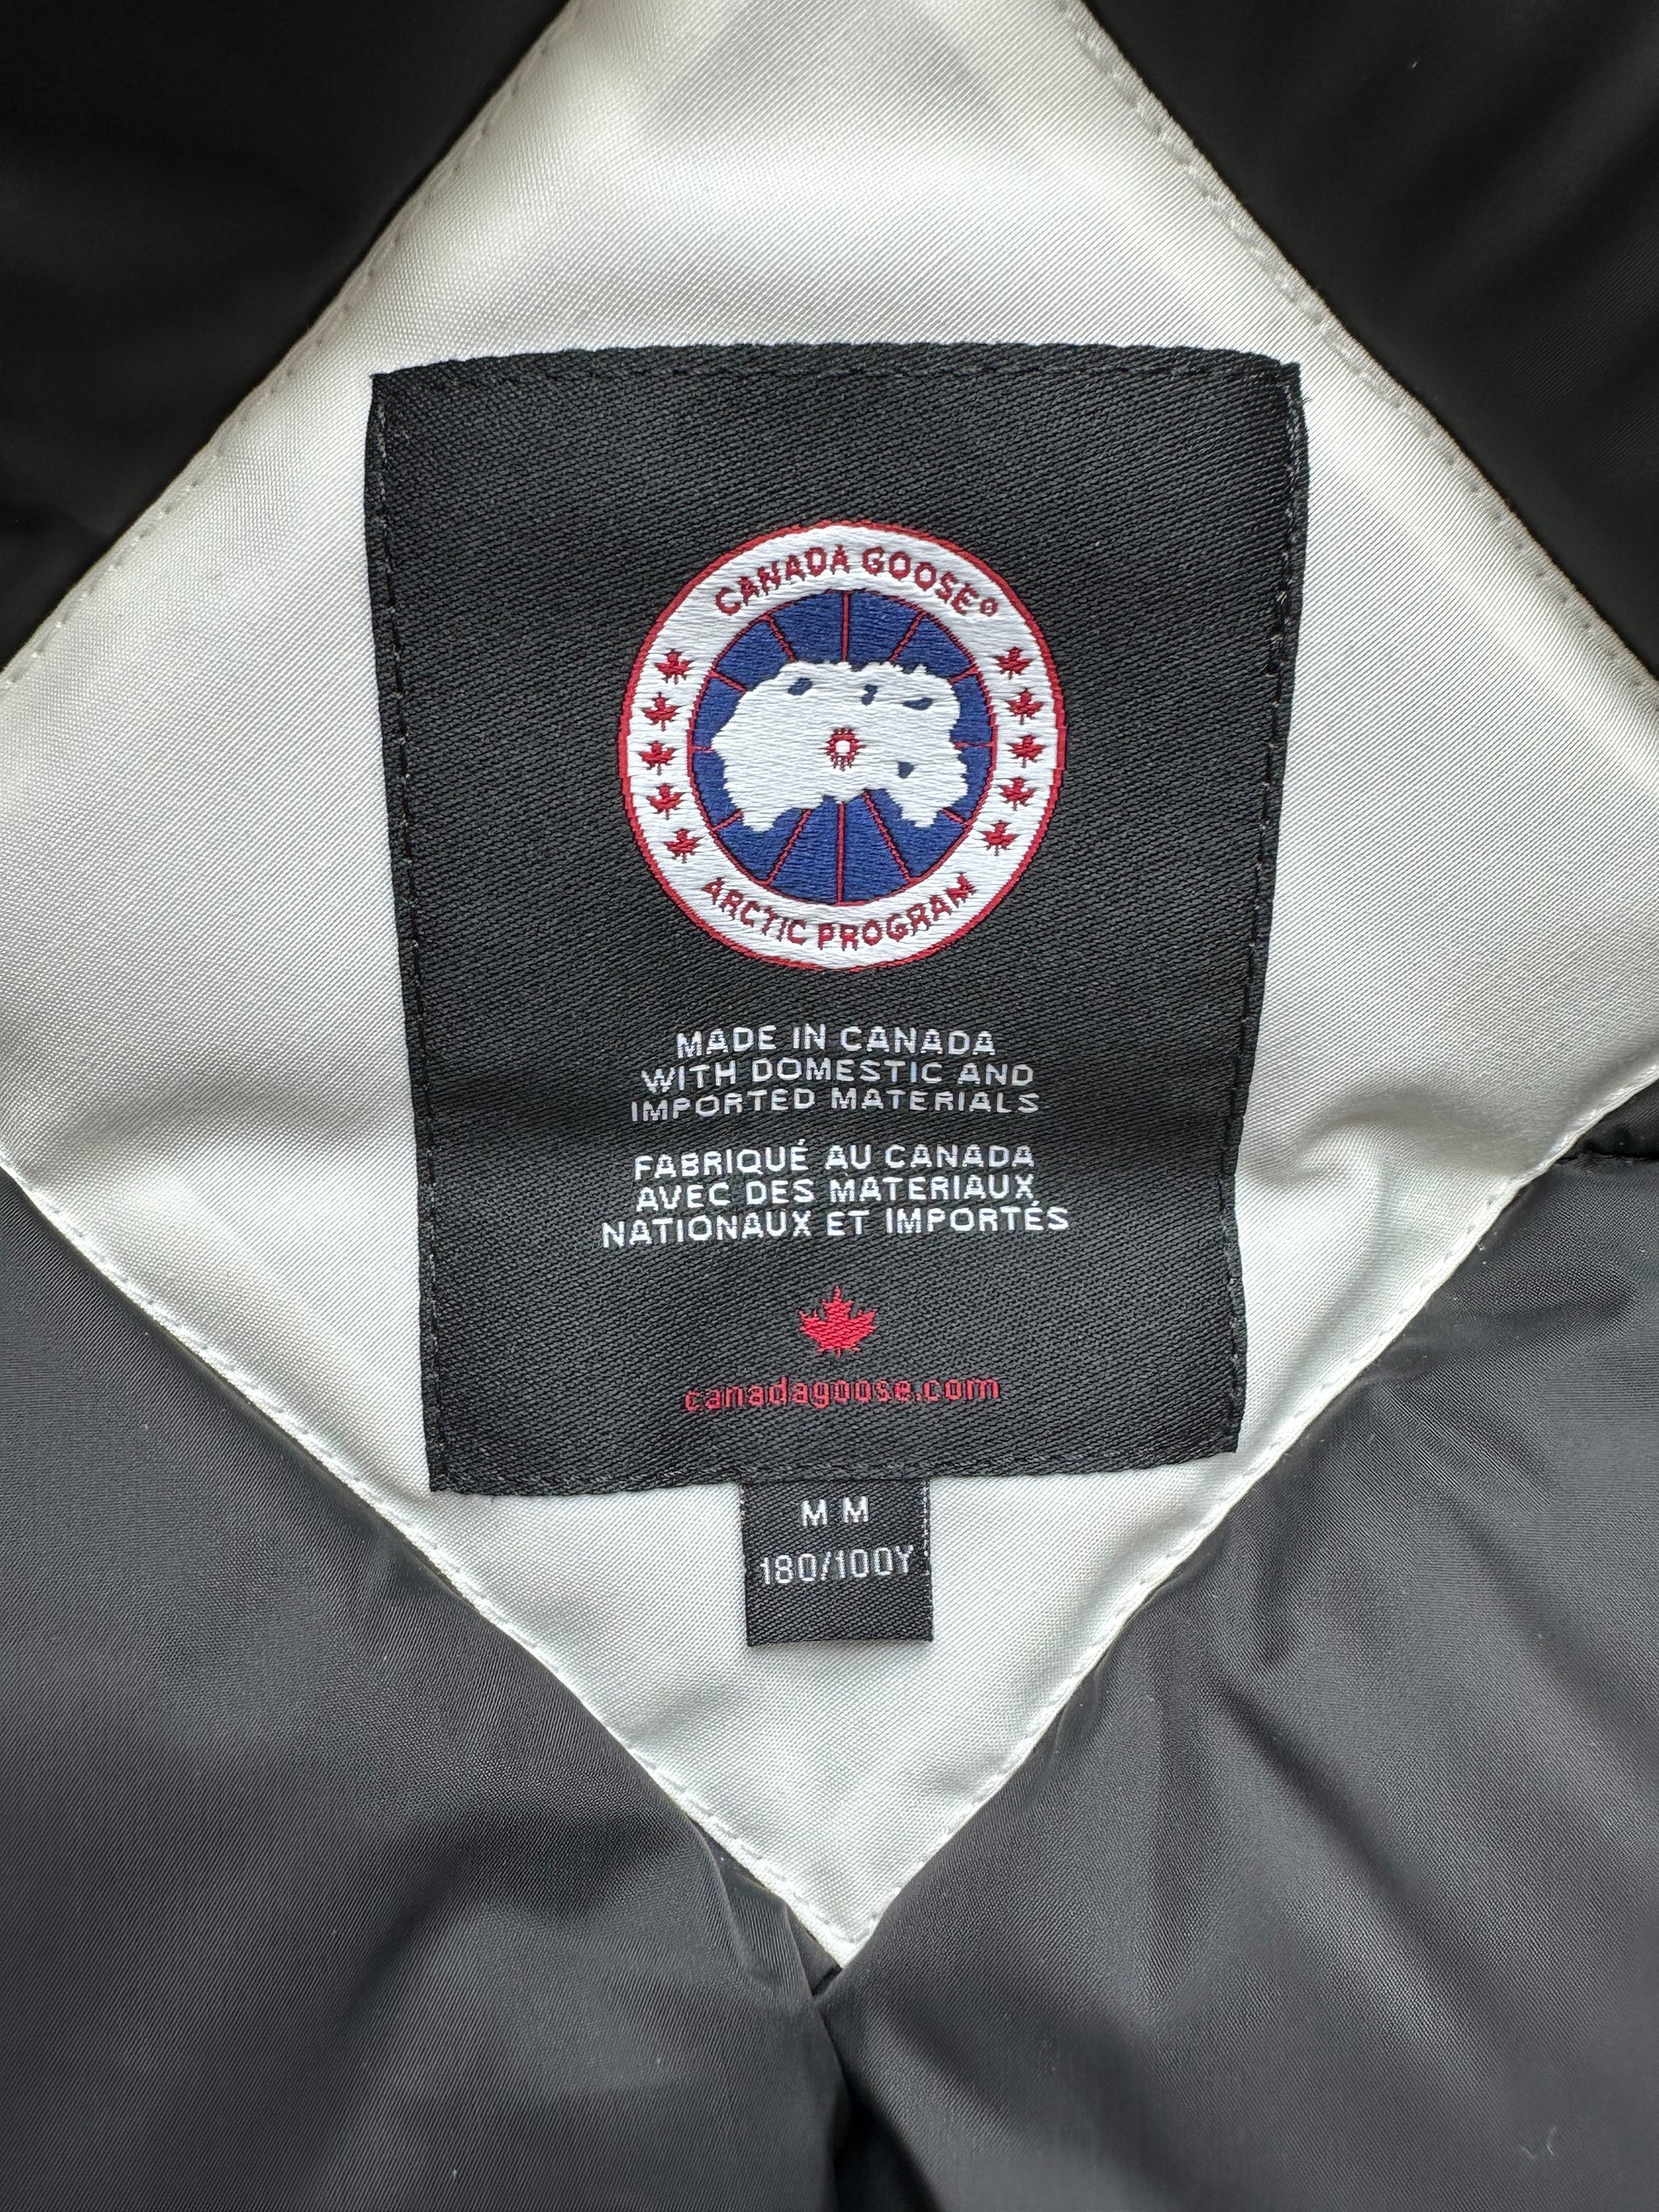 CANADA GOOSE®
ARCTIC PROGRAM
MADE IN CANADA
WITH DOMESTIC AND
IMPORTED MATERIALS
FABRIQUÉ AU CANADA
AVEC DES MATERIAUX
NATIONAUX ET IMPORTÉS
canadagoose.com
M M
180/100Y